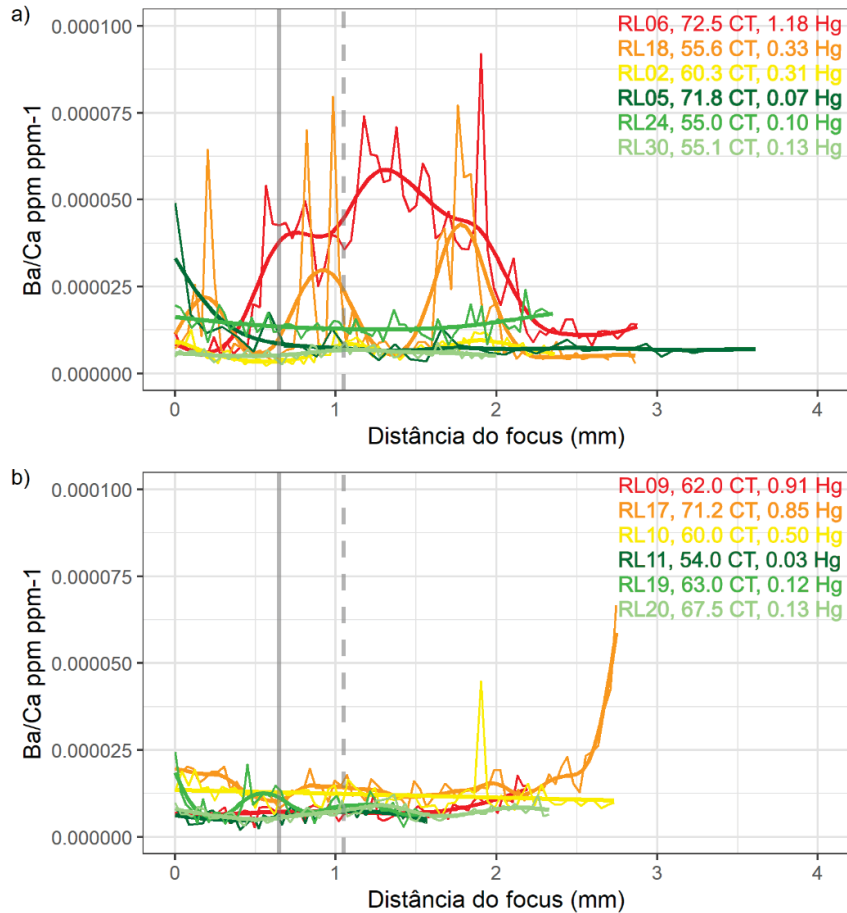 a)
0.000100
0.000075
0.000050
0.000025
0.000000
Ba/Ca ppm ppm-1
RL06, 72.5 CT, 1.18 Hg
RL18, 55.6 CT, 0.33 Hg
RL02, 60.3 CT, 0.31 Hg
RL05, 71.8 CT, 0.07 Hg
RL24, 55.0 CT, 0.10 Hg
RL30, 55.1 CT, 0.13 Hg
0 1 2 3 4
Distância do focus (mm)
b)
0.000100
0.000075
0.000050
0.000025
0.000000
Ba/Ca ppm ppm-1
RL09, 62.0 CT, 0.91 Hg
RL17, 71.2 CT, 0.85 Hg
RL10, 60.0 CT, 0.50 Hg
RL11, 54.0 CT, 0.03 Hg
RL19, 63.0 CT, 0.12 Hg
RL20, 67.5 CT, 0.13 Hg
0 1 2 3 4
Distância do focus (mm)